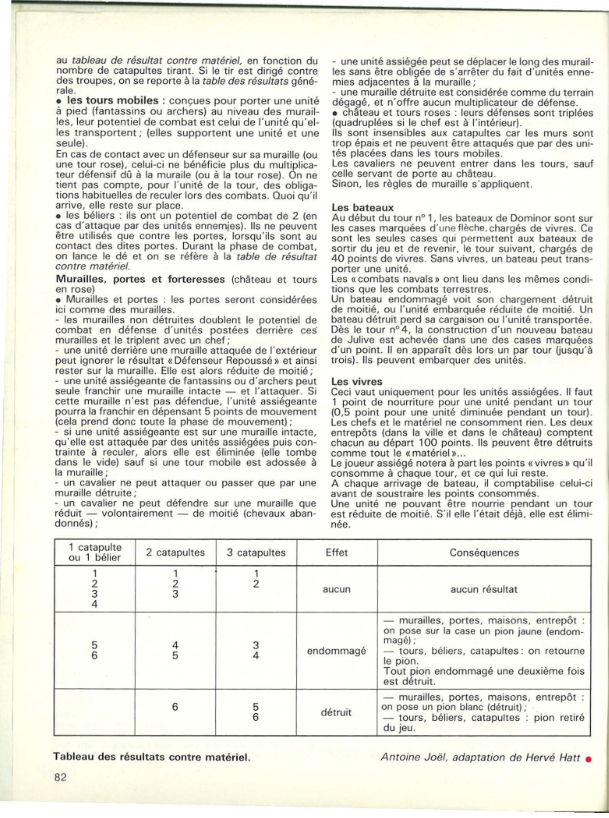 au tableau de résultat contre matériel, en fonction du
nombre de catapultes tirant. Si le tir est dirigé contre
des troupes, on se reporte à la table des résultats géné-
rale.
• les tours mobiles : conçues pour porter une unité
à pied (fantassins ou archers) au niveau des murail-
les, leur potentiel de combat est celui de l'unité qu'el-
les transportent ; (elles supportent une unité et une
seule).
En cas de contact avec un défenseur sur sa muraille (ou
une tour rose), celui-ci ne bénéficie plus du multiplica-
teur défensif dû à la muraile (ou à la tour rose). On ne
tient pas compte, pour l'unité de la tour, des obliga-
tions habituelles de reculer lors des combats. Quoi qu'il
arrive, elle reste sur place.
• les béliers : ils ont un potentiel de combat de 2 (en
cas d'attaque par des unités ennemies). Ils ne peuvent
être utilisés que contre les portes, lorsqu'ils sont au
contact des dites portes. Durant la phase de combat,
on lance le dé et on se réfère à la table de résultat
contre matériel.
Murailles, portes et forteresses (château et tours
en rose)
• Murailles et portes : les portes seront considérées
ici comme des murailles.
- les murailles non détruites doublent le potentiel de
combat en défense d'unités postées derrière ces
murailles et le triplent avec un chef ;
- une unité derrière une muraille attaquée de l'extérieur
peut ignorer le résultat « Défenseur Repoussé » et ainsi
rester sur la muraille. Elle est alors réduite de moitié ;
- une unité assiégeante de fantassins ou d'archers peut
seule franchir une muraille intacte — et l'attaquer. Si
cette muraille n'est pas défendue, l'unité assiégeante
pourra la franchir en dépensant 5 points de mouvement
(cela prend donc toute la phase de mouvement) ;
- si une unité assiégeante est sur une muraille intacte,
qu'elle est attaquée par des unités assiégées puis con-
trainte à reculer, alors elle est éliminée (elle tombe
dans le vide) sauf si une tour mobile est adossée à
la muraille ;
- un cavalier ne peut attaquer ou passer que par une
muraille détruite ;
- un cavalier ne peut défendre sur une muraille que
réduit — volontairement — de moitié (chevaux aban-
donnés) ;
- une unité assiégée peut se déplacer le long des murail-
les sans être obligée de s'arrêter du fait d'unités enne-
mies adjacentes à la muraille ;
- une muraille détruite est considérée comme du terrain
dégagé, et n'offre aucun multiplicateur de défense.
• château et tours roses : leurs défenses sont triplées
(quadruplées si le chef est à l'intérieur).
Ils sont insensibles aux catapultes car les murs sont
trop épais et ne peuvent être attaqués que par des uni-
tés placées dans les tours mobiles.
Les cavaliers ne peuvent entrer dans les tours, sauf
celle servant de porte au château.
Sinon, les règles de muraille s'appliquent.
Les bateaux
Au début du tour n° 1, les bateaux de Dominor sont sur
les cases marquées d'une flèche, chargés de vivres. Ce
sont les seules cases qui permettent aux bateaux de
sortir du jeu et de revenir, le tour suivant, chargés de
40 points de vivres. Sans vivres, un bateau peut trans-
porter une unité.
Les « combats navals » ont lieu dans les mêmes condi-
tions que les combats terrestres.
Un bateau endommagé voit son chargement détruit
de moitié, ou l'unité embarquée réduite de moitié. Un
bateau détruit perd sa cargaison ou l'unité transportée.
Dès le tour n° 4, la construction d'un nouveau bateau
de Julive est achevée dans une des cases marquées
d'un point. Il en apparaît dès lors un par tour (jusqu'à
trois). Ils peuvent embarquer des unités.
Les vivres
Ceci vaut uniquement pour les unités assiégées. Il faut
1 point de nourriture pour une unité pendant un tour
(0,5 point pour une unité diminuée pendant un tour).
Les chefs et le matériel ne consomment rien. Les deux
entrepôts (dans la ville et dans le château) comptent
chacun au départ 100 points. Ils peuvent être détruits
comme tout le « matériel »...
Le joueur assiégé notera à part les points « vivres » qu'il
consomme à chaque tour, et ce qui lui reste.
A chaque arrivage de bateau, il comptabilise celui-ci
avant de soustraire les points consommés.
Une unité ne pouvant être nourrie pendant un tour
est réduite de moitié. S'il elle l'était déjà, elle est élimi-
née.
1 catapulte
ou 1 bélier
2 catapultes
3 catapultes
Effet
Conséquences
1 1 1
2 2 2
3 3
4
aucun
aucun résultat
5 4 3
6 5 4
endommagé
— murailles, portes, maisons, entrepôt :
on pose sur la case un pion jaune (endom-
magé) ;
— tours, béliers, catapultes : on retourne
le pion.
Tout pion endommagé une deuxième fois
est détruit.
6 5
6
détruit
— murailles, portes, maisons, entrepôt :
on pose un pion blanc (détruit) ;
— tours, béliers, catapultes : pion retiré
du jeu.
Tableau des résultats contre matériel.
Antoine Joël, adaptation de Hervé Hatt •
82